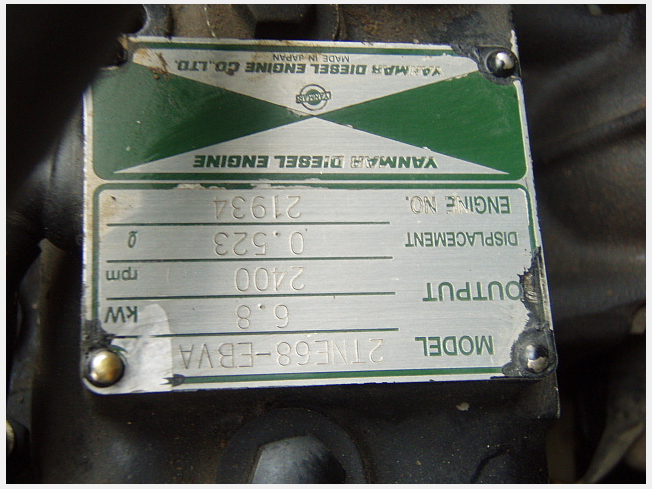 MODEL 2TNE68-EBVA
OUTPUT 6.8 kW
2400 rpm
DISPLACEMENT 0.523 ℓ
ENGINE NO. 21934
YANMAR DIESEL ENGINE
YANMAR
YANMAR DIESEL ENGINE CO.,LTD.
MADE IN JAPAN